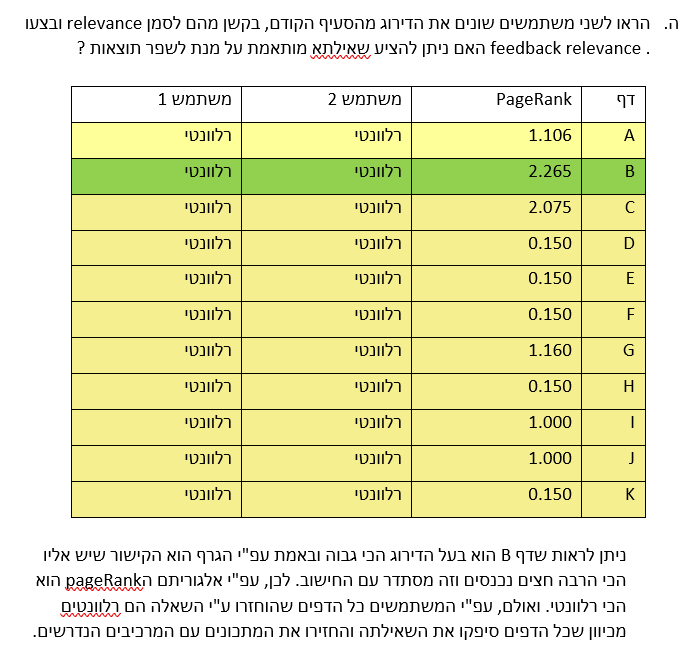 ה. הראו לשני משתמשים שונים את הדירוג מהסעיף הקודם, בקשן מהם לסמן relevance ובצעו
feedback relevance . האם ניתן להציע שאילתא מותאמת על מנת לשפר תוצאות ?
דף PageRank משתמש 2 משתמש 1
A 1.106 רלוונטי רלוונטי
B 2.265 רלוונטי רלוונטי
C 2.075 רלוונטי רלוונטי
D 0.150 רלוונטי רלוונטי
E 0.150 רלוונטי רלוונטי
F 0.150 רלוונטי רלוונטי
G 1.160 רלוונטי רלוונטי
H 0.150 רלוונטי רלוונטי
I 1.000 רלוונטי רלוונטי
J 1.000 רלוונטי רלוונטי
K 0.150 רלוונטי רלוונטי
ניתן לראות שדף B הוא בעל הדירוג הכי גבוה ובאמת עפ"י הגרף הוא הקישור שיש אליו
הכי הרבה חצים נכנסים וזה מסתדר עם החישוב. לכן, עפ"י אלגוריתם הpageRank הוא
הכי רלוונטי. ואולם, עפ"י המשתמשים כל הדפים שהוחזרו ע"י השאלה הם רלוונטים
מכיוון שכל הדפים סיפקו את השאילתה והחזירו את המתכונים עם המרכיבים הנדרשים.